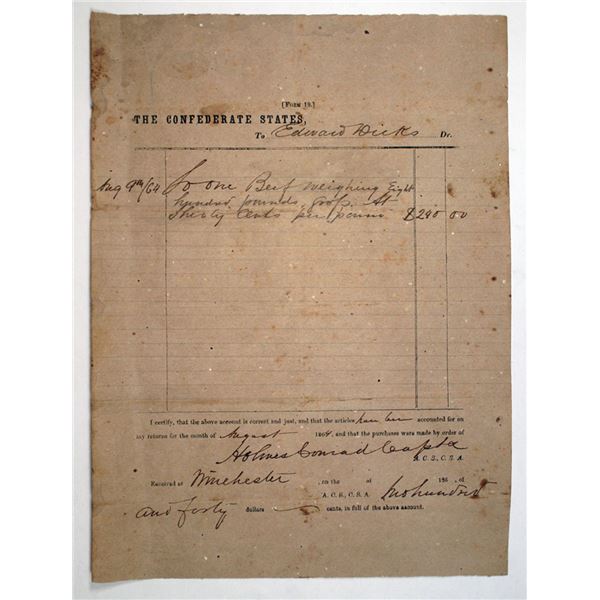 [Form 19.]
THE CONFEDERATE STATES,
To Edward Dicks Dr.
Aug 9th/64 To one Beef weighing Eight
hundred pounds, gross. At
Thirty Cents per pound $240 00
I certify, that the above account is correct and just, and that the articles have been accounted for on
my returns for the month of August 1864, and that the purchases were made by order of
Holmes Conrad Capt &
A. C. S., C. S. A.
Received at Winchester , on the of 186 , of
A. C. S., C. S. A. Two hundred
and forty dollars cents, in full of the above account.